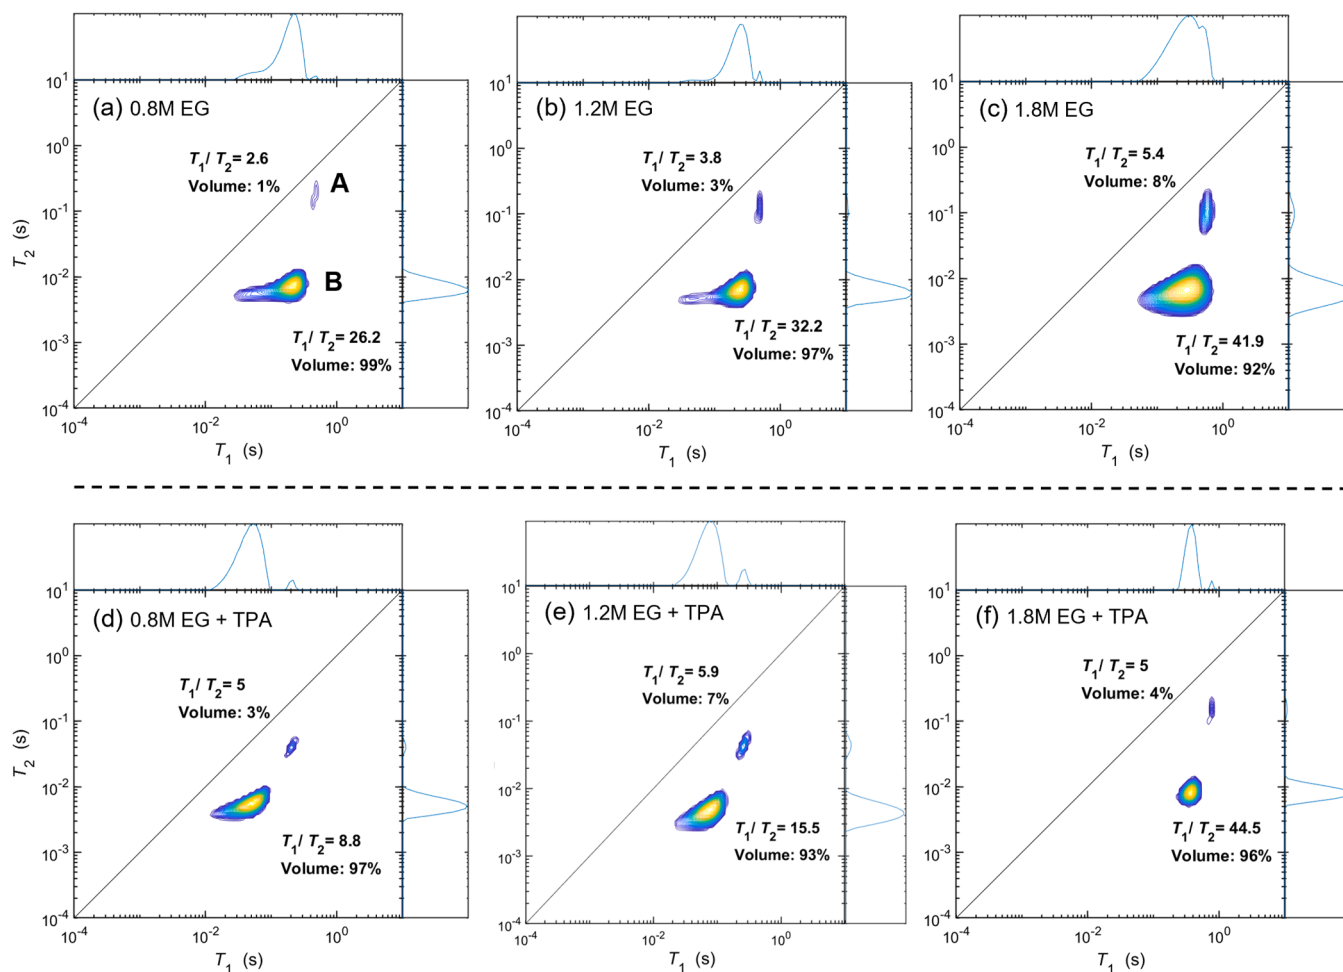 (a) 0.8M EG
T1/ T2= 2.6
Volume: 1%
A
B
T1/ T2= 26.2
Volume: 99%
10^1
10^0
10^-1
10^-2
10^-3
10^-4
T2 (s)
10^-4
10^-2
10^0
T1 (s)
(b) 1.2M EG
T1/ T2= 3.8
Volume: 3%
T1/ T2= 32.2
Volume: 97%
10^1
10^0
10^-1
10^-2
10^-3
10^-4
10^-4
10^-2
10^0
T1 (s)
(c) 1.8M EG
T1/ T2= 5.4
Volume: 8%
T1/ T2= 41.9
Volume: 92%
10^1
10^0
10^-1
10^-2
10^-3
10^-4
10^-4
10^-2
10^0
T1 (s)
(d) 0.8M EG + TPA
T1/ T2= 5
Volume: 3%
T1/ T2= 8.8
Volume: 97%
10^1
10^0
10^-1
10^-2
10^-3
10^-4
T2 (s)
10^-4
10^-2
10^0
T1 (s)
(e) 1.2M EG + TPA
T1/ T2= 5.9
Volume: 7%
T1/ T2= 15.5
Volume: 93%
10^1
10^0
10^-1
10^-2
10^-3
10^-4
10^-4
10^-2
10^0
T1 (s)
(f) 1.8M EG + TPA
T1/ T2= 5
Volume: 4%
T1/ T2= 44.5
Volume: 96%
10^1
10^0
10^-1
10^-2
10^-3
10^-4
10^-4
10^-2
10^0
T1 (s)